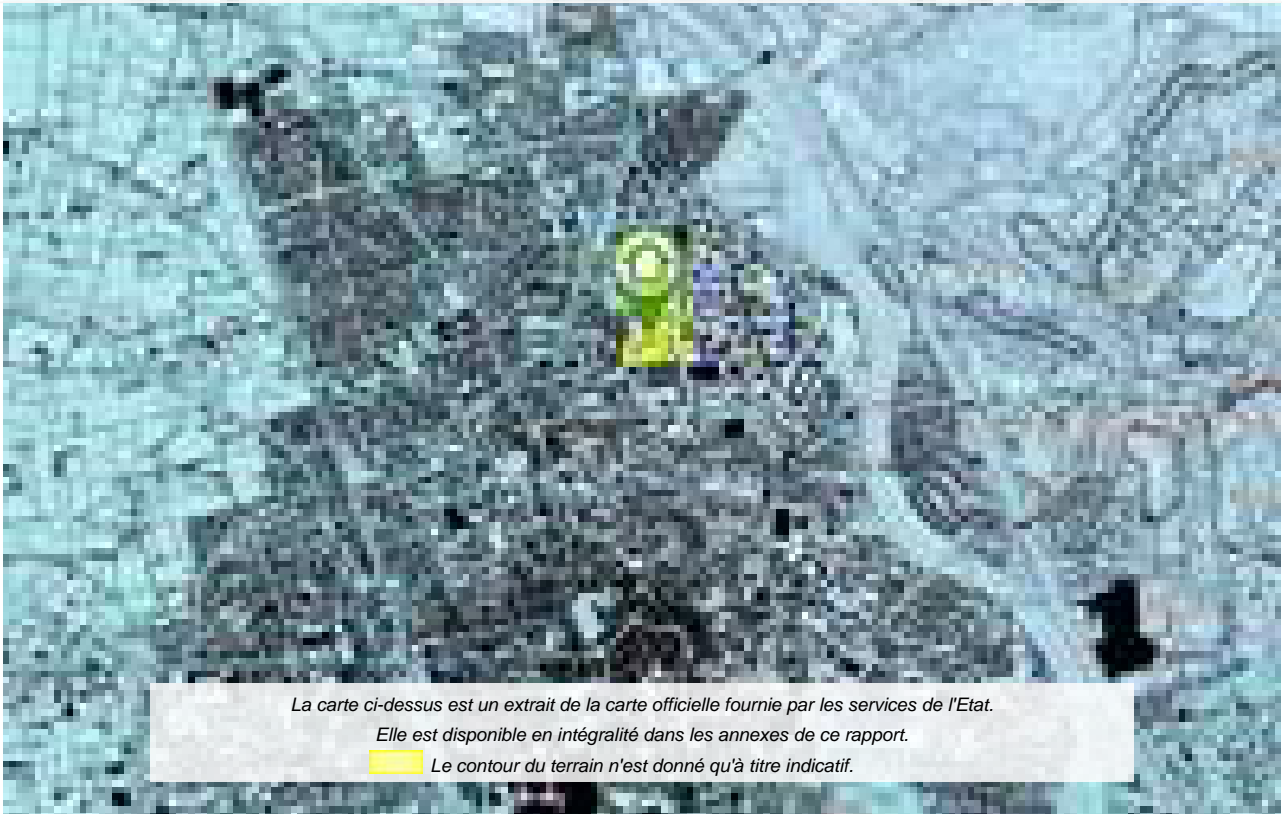 La carte ci-dessus est un extrait de la carte officielle fournie par les services de l'Etat.
Elle est disponible en intégralité dans les annexes de ce rapport.
Le contour du terrain n'est donné qu'à titre indicatif.